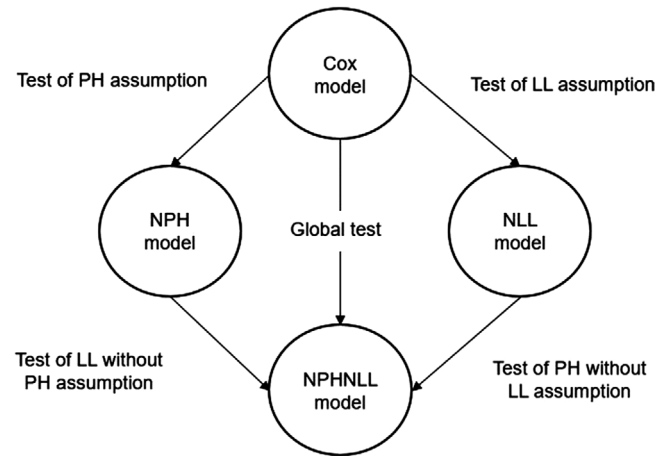 Cox
model
Test of PH assumption
Test of LL assumption
NPH
model
Global test
NLL
model
Test of LL without
PH assumption
NPHNLL
model
Test of PH without
LL assumption